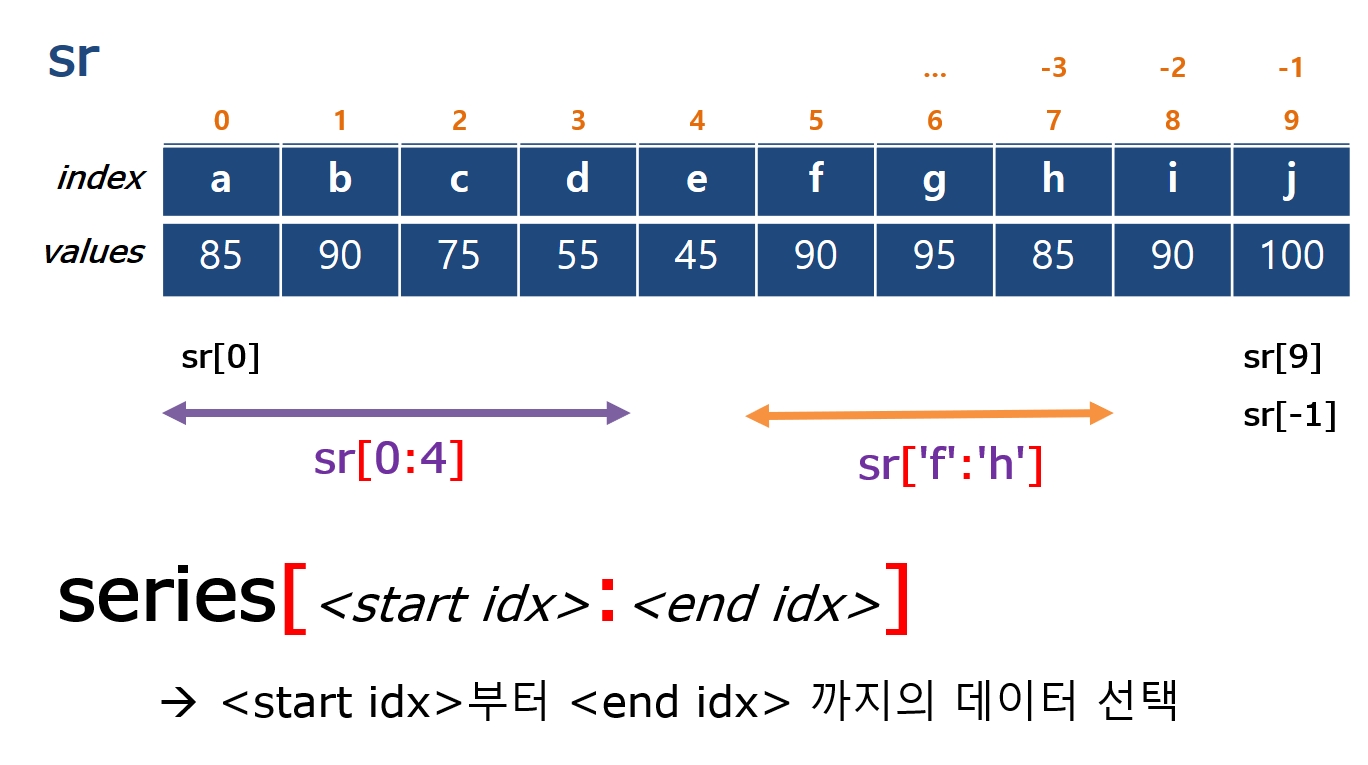 sr
... -3 -2 -1
0 1 2 3 4 5 6 7 8 9
index a b c d e f g h i j
values 85 90 75 55 45 90 95 85 90 100
sr[0] sr[9]
sr[-1]
sr[0:4] sr['f':'h']
series[<start idx>:<end idx>]
→ <start idx>부터 <end idx> 까지의 데이터 선택